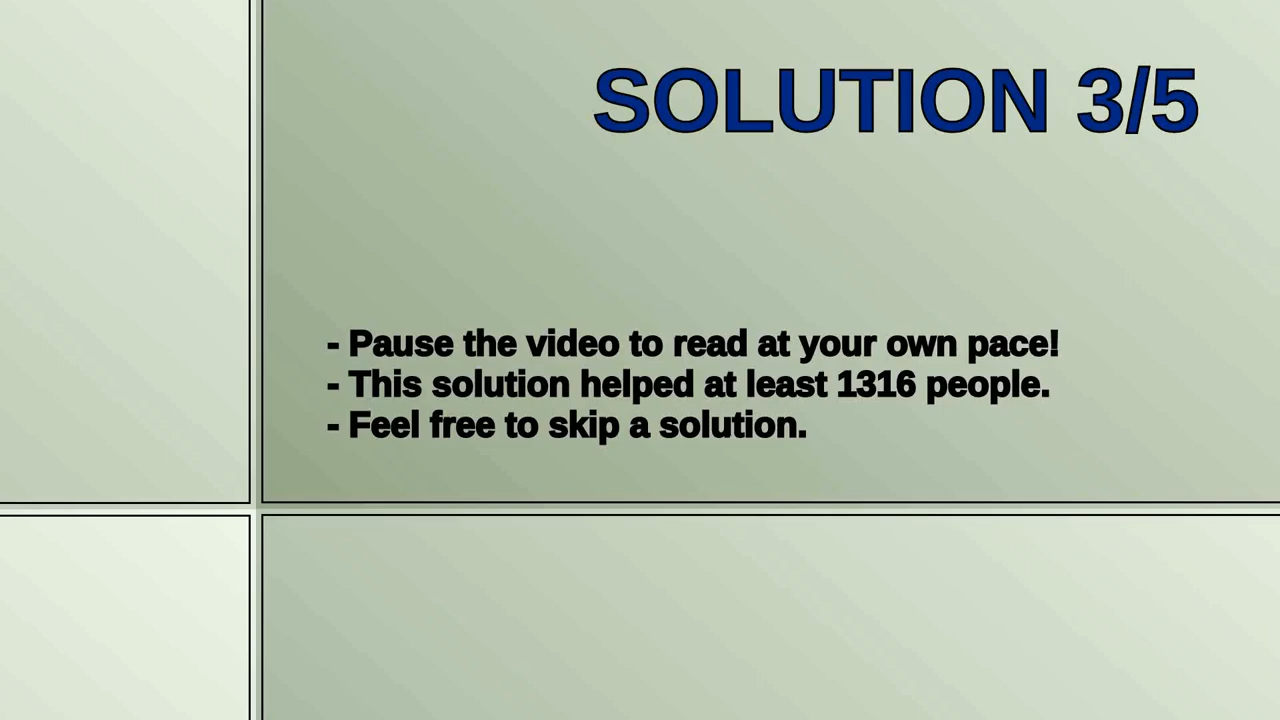 SOLUTION 3/5
- Pause the video to read at your own pace!
- This solution helped at least 1316 people.
- Feel free to skip a solution.